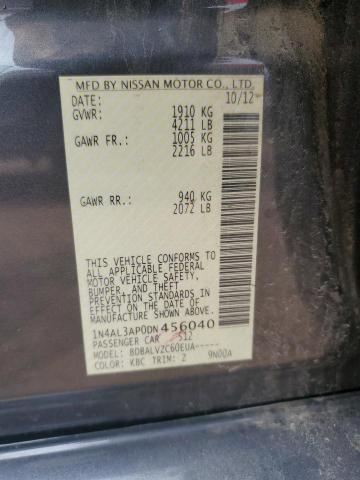 MFD BY NISSAN MOTOR CO., LTD.
DATE: 10/12
GVWR: 1910 KG
4211 LB
GAWR FR.: 1005 KG
2216 LB
GAWR RR.: 940 KG
2072 LB
THIS VEHICLE CONFORMS TO
ALL APPLICABLE FEDERAL
MOTOR VEHICLE SAFETY,
BUMPER, AND THEFT
PREVENTION STANDARDS IN
EFFECT ON THE DATE OF
MANUFACTURE SHOWN ABOVE.
1N4AL3AP0DN456040
PASSENGER CAR 512
MODEL: BDBALVZC60EUA-----
COLOR: KBC TRIM: 2 9N00A